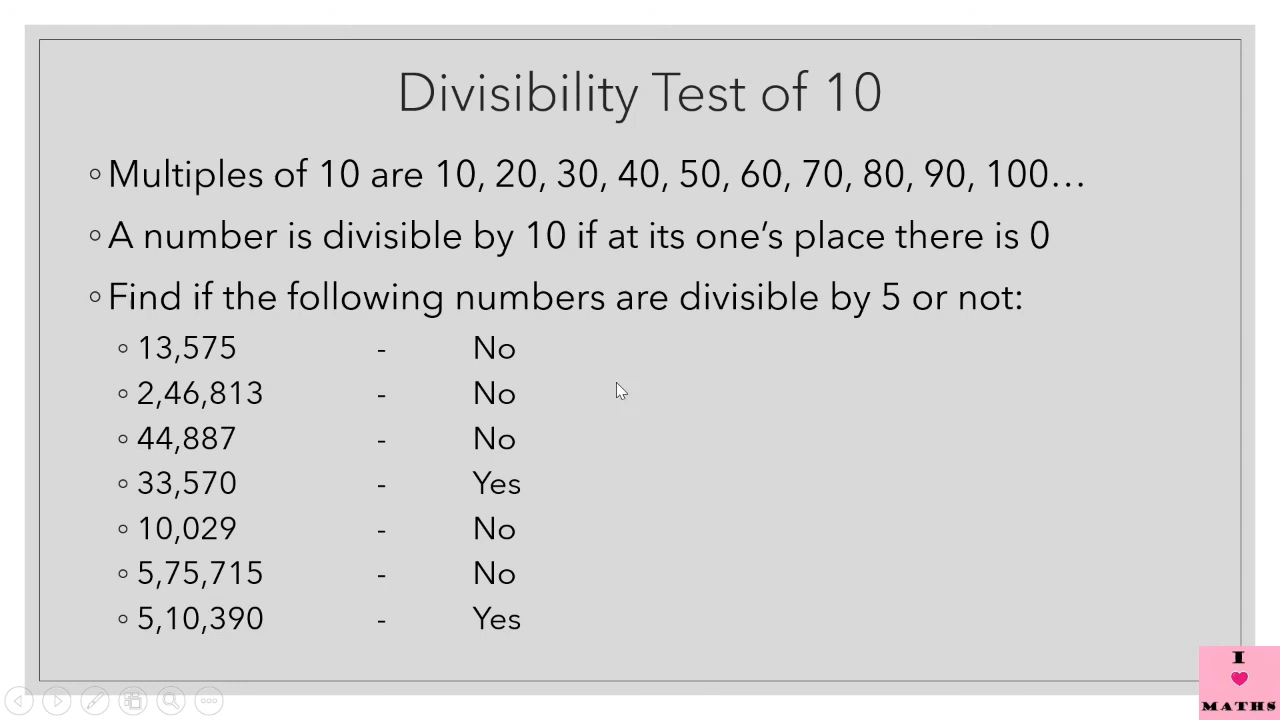 Divisibility Test of 10
◦Multiples of 10 are 10, 20, 30, 40, 50, 60, 70, 80, 90, 100…
◦A number is divisible by 10 if at its one’s place there is 0
◦Find if the following numbers are divisible by 5 or not:
◦13,575 - No
◦2,46,813 - No
◦44,887 - No
◦33,570 - Yes
◦10,029 - No
◦5,75,715 - No
◦5,10,390 - Yes
I
MATHS